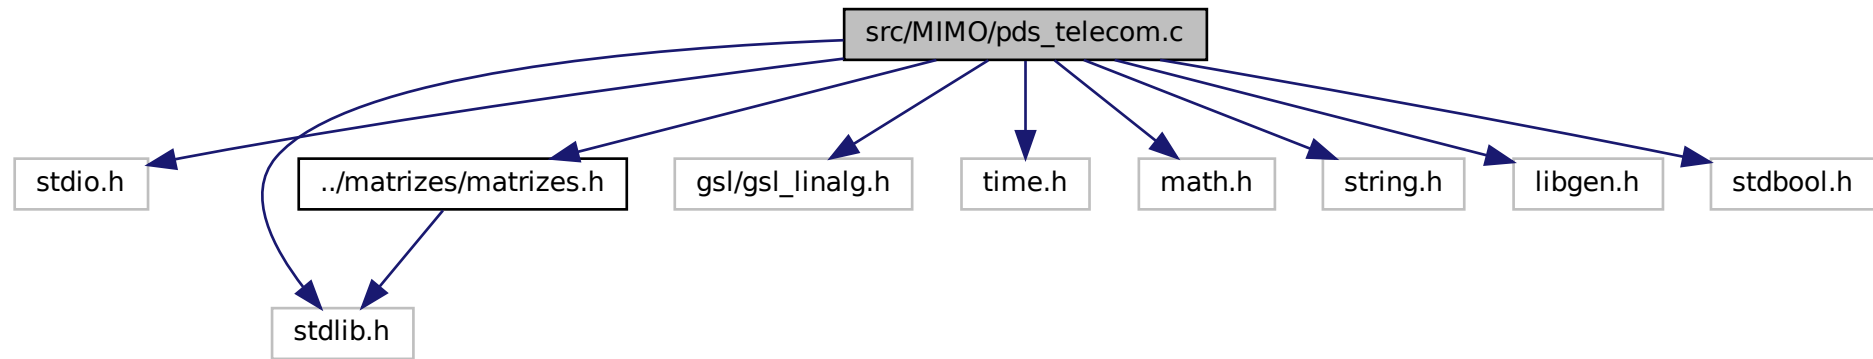 src/MIMO/pds_telecom.c
stdio.h
../matrizes/matrizes.h
gsl/gsl_linalg.h
time.h
math.h
string.h
libgen.h
stdbool.h
stdlib.h